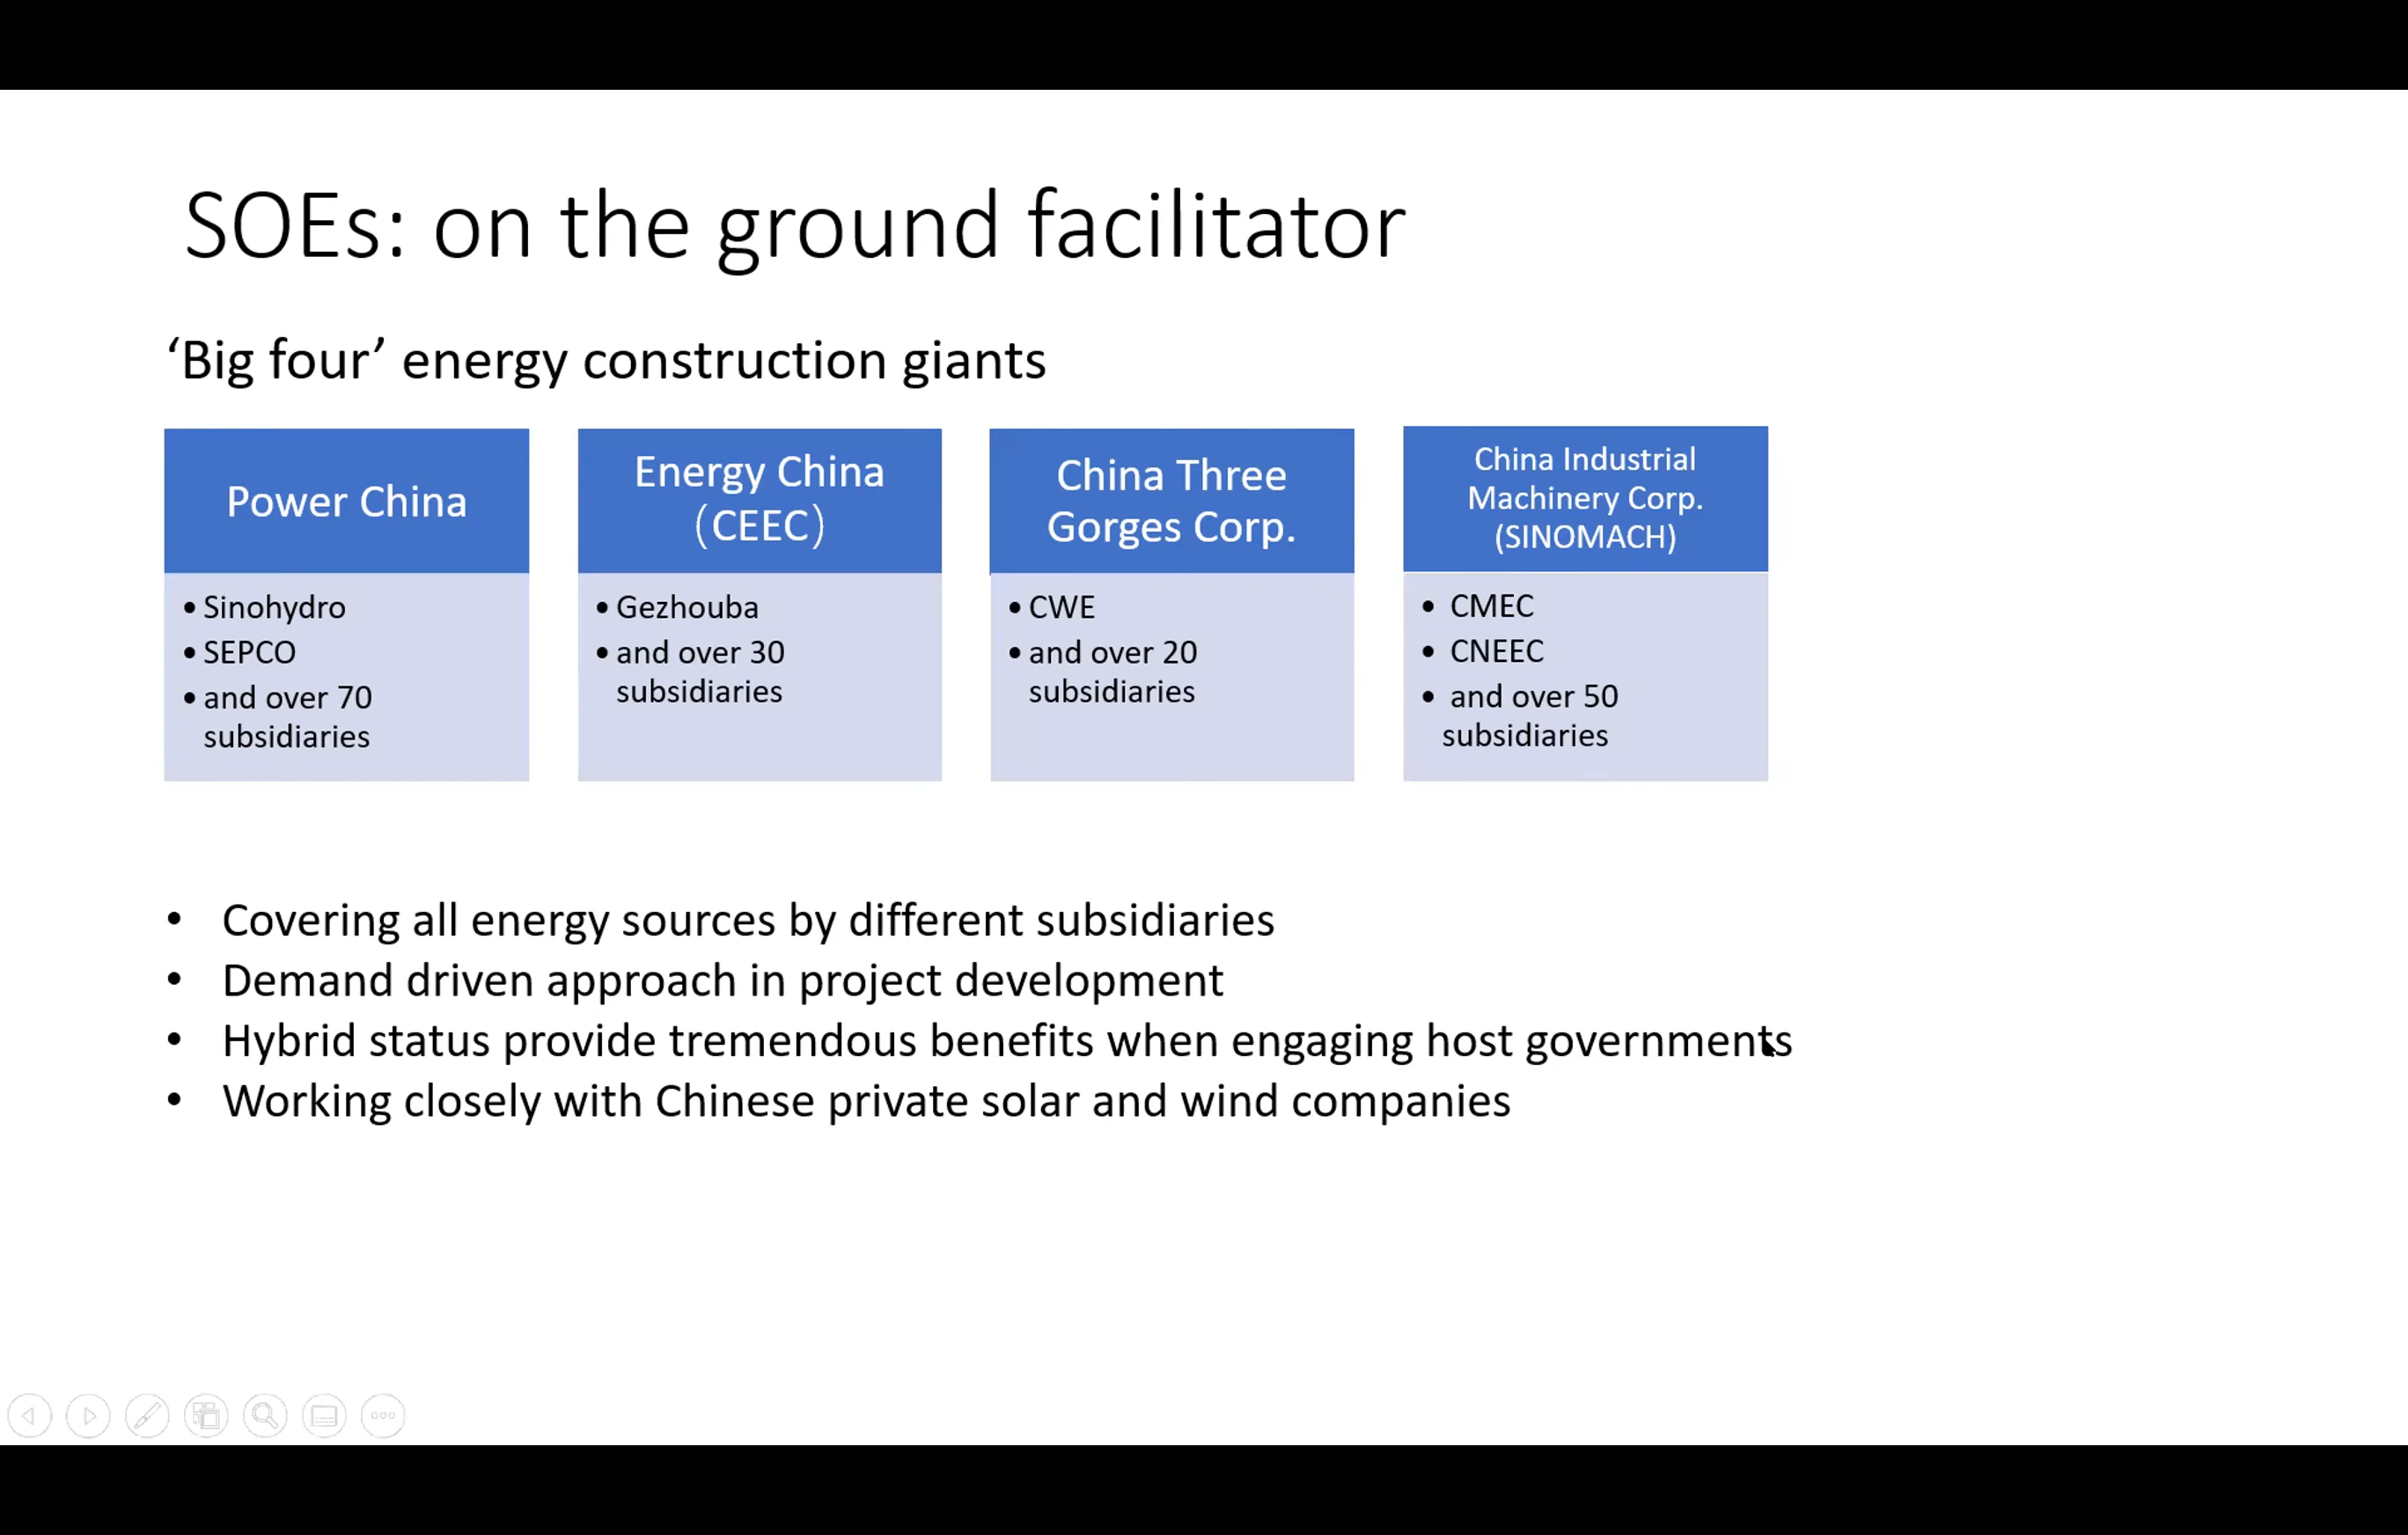 SOEs: on the ground facilitator
‘Big four’ energy construction giants
Power China
• Sinohydro
• SEPCO
• and over 70
subsidiaries
Energy China
（CEEC）
• Gezhouba
• and over 30
subsidiaries
China Three
Gorges Corp.
• CWE
• and over 20
subsidiaries
China Industrial
Machinery Corp.
(SINOMACH)
• CMEC
• CNEEC
• and over 50
subsidiaries
• Covering all energy sources by different subsidiaries
• Demand driven approach in project development
• Hybrid status provide tremendous benefits when engaging host governments
• Working closely with Chinese private solar and wind companies